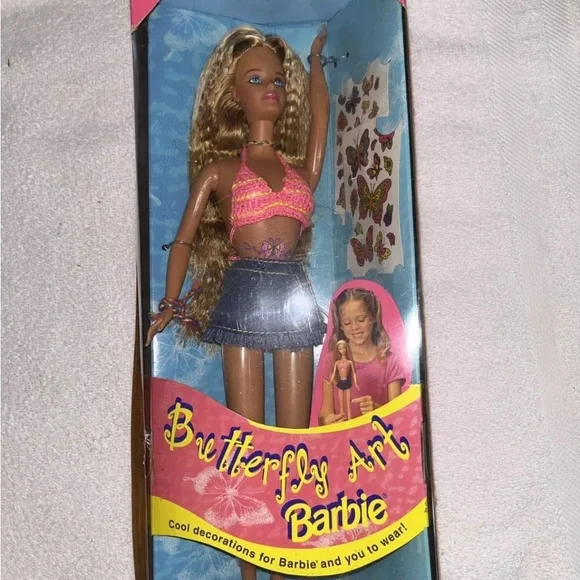 Butterfly Art
Barbie®
Cool decorations for Barbie® and you to wear!